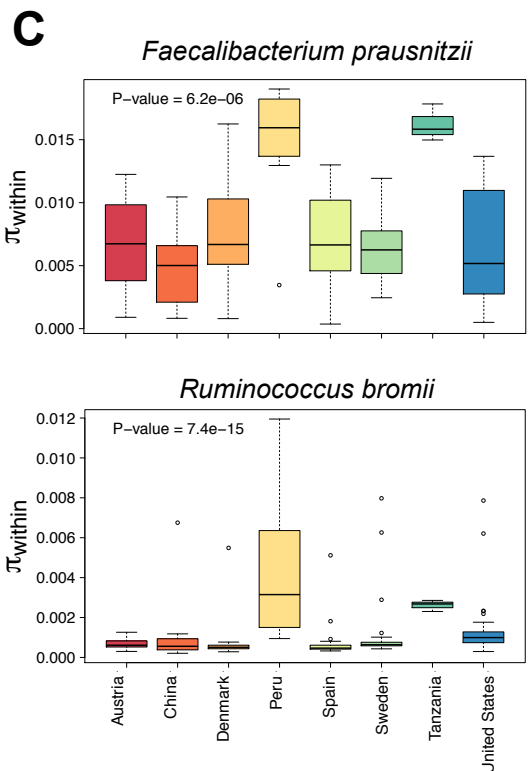 C
Faecalibacterium prausnitzii
P−value = 6.2e−06
πwithin
0.015
0.010
0.005
0.000
Ruminococcus bromii
P−value = 7.4e−15
πwithin
0.012
0.008
0.006
0.004
0.002
0.000
Austria
China
Denmark
Peru
Spain
Sweden
Tanzania
United States